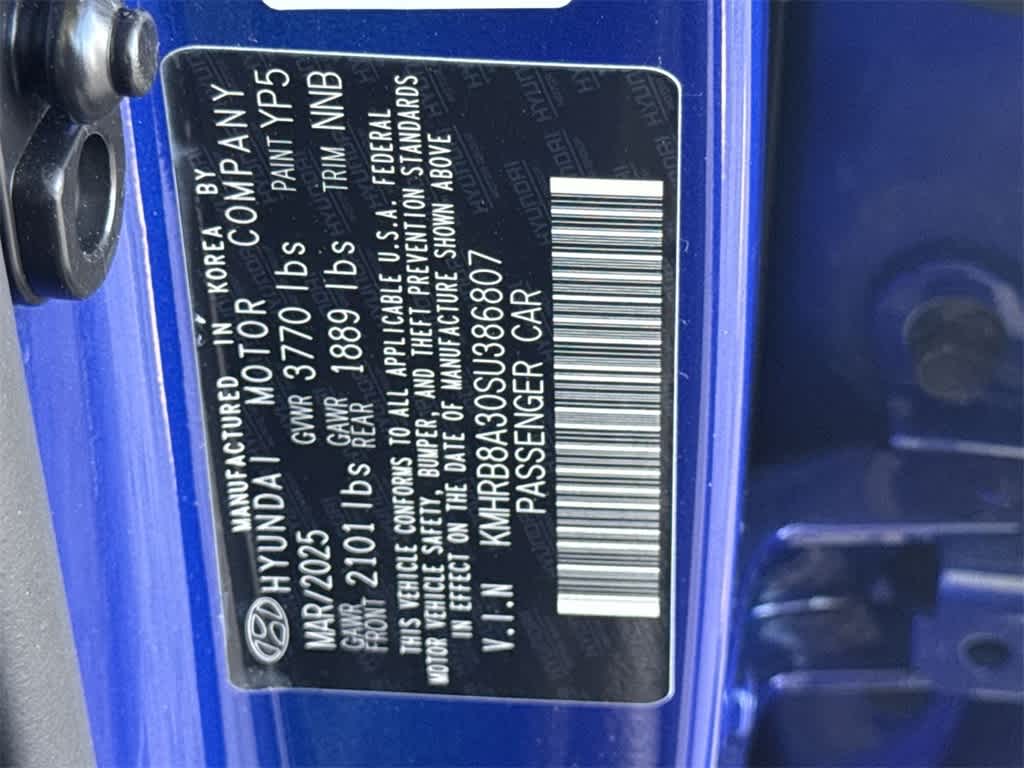 MANUFACTURED IN KOREA BY
HYUNDAI MOTOR COMPANY
MAR/2025 GVWR 3770 lbs PAINT YP5
GAWR FRONT 2101 lbs GAWR REAR 1889 lbs TRIM NNB
THIS VEHICLE CONFORMS TO ALL APPLICABLE U.S.A. FEDERAL
MOTOR VEHICLE SAFETY, BUMPER, AND THEFT PREVENTION STANDARDS
IN EFFECT ON THE DATE OF MANUFACTURE SHOWN ABOVE
V.I.N KMHRB8A30SU386807
PASSENGER CAR